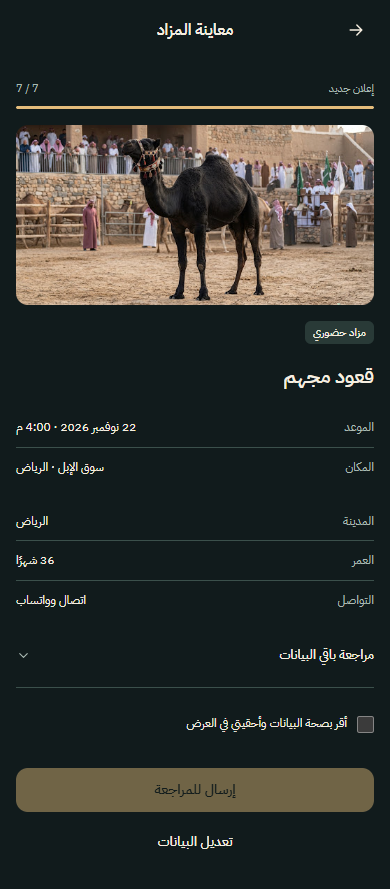 معاينة المزاد
إعلان جديد
7 / 7
مزاد حضوري
قعود مجهم
الموعد
22 نوفمبر 2026 · 4:00 م
المكان
سوق الإبل · الرياض
المدينة
الرياض
العمر
36 شهرًا
التواصل
اتصال وواتساب
مراجعة باقي البيانات
أقر بصحة البيانات وأحقيتي في العرض
إرسال للمراجعة
تعديل البيانات